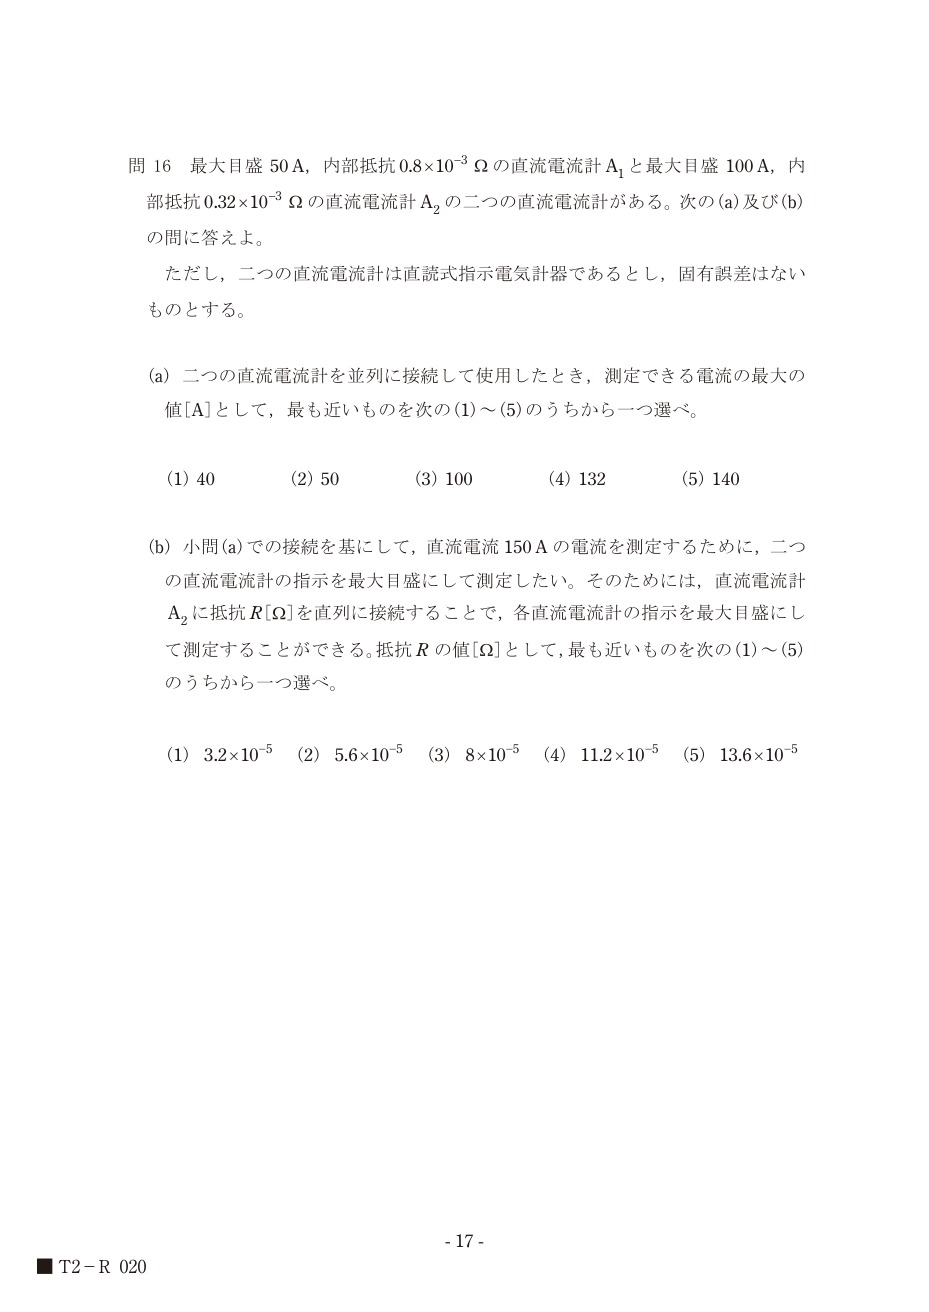 問 16　最大目盛 50 A，内部抵抗 0.8×10⁻³ Ω の直流電流計 A₁ と最大目盛 100 A，内
部抵抗 0.32×10⁻³ Ω の直流電流計 A₂ の二つの直流電流計がある。次の(a)及び(b)
の問に答えよ。
ただし，二つの直流電流計は直読式指示電気計器であるとし，固有誤差はない
ものとする。
(a) 二つの直流電流計を並列に接続して使用したとき，測定できる電流の最大の
値[A]として，最も近いものを次の(1)～(5)のうちから一つ選べ。
(1) 40　(2) 50　(3) 100　(4) 132　(5) 140
(b) 小問(a)での接続を基にして，直流電流 150 A の電流を測定するために，二つ
の直流電流計の指示を最大目盛にして測定したい。そのためには，直流電流計
A₂ に抵抗 R[Ω]を直列に接続することで，各直流電流計の指示を最大目盛にし
て測定することができる。抵抗 R の値[Ω]として，最も近いものを次の(1)～(5)
のうちから一つ選べ。
(1) 3.2×10⁻⁵　(2) 5.6×10⁻⁵　(3) 8×10⁻⁵　(4) 11.2×10⁻⁵　(5) 13.6×10⁻⁵
- 17 -
■ T2－R 020